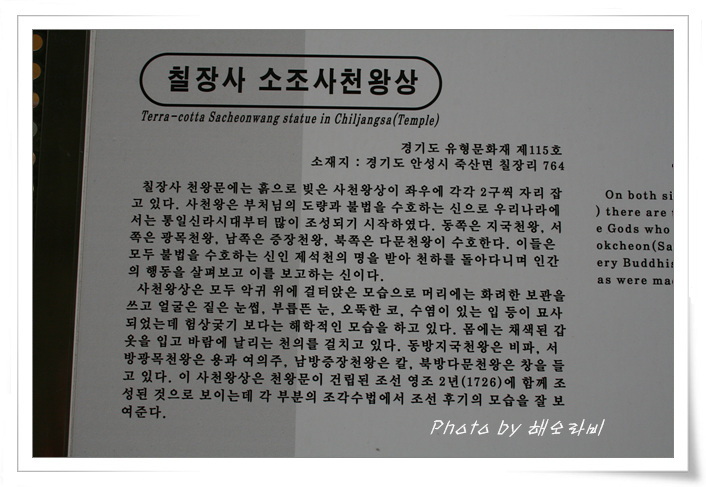 칠장사 소조사천왕상
Terra-cotta Sacheonwang statue in Chiljangsa(Temple)
경기도 유형문화재 제115호
소재지 : 경기도 안성시 죽산면 칠장리 764
칠장사 천왕문에는 흙으로 빚은 사천왕상이 좌우에 각각 2구씩 자리 잡
고 있다. 사천왕은 부처님의 도량과 불법을 수호하는 신으로 우리나라에
서는 통일신라시대부터 많이 조성되기 시작하였다. 동쪽은 지국천왕, 서
쪽은 광목천왕, 남쪽은 증장천왕, 북쪽은 다문천왕이 수호한다. 이들은
모두 불법을 수호하는 신인 제석천의 명을 받아 천하를 돌아다니며 인간
의 행동을 살펴보고 이를 보고하는 신이다.
사천왕상은 모두 악귀 위에 걸터앉은 모습으로 머리에는 화려한 보관을
쓰고 얼굴은 짙은 눈썹, 부릅뜬 눈, 오뚝한 코, 수염이 있는 입 등이 묘사
되었는데 험상궂기 보다는 해학적인 모습을 하고 있다. 몸에는 채색된 갑
옷을 입고 바람에 날리는 천의를 걸치고 있다. 동방지국천왕은 비파, 서
방광목천왕은 용과 여의주, 남방증장천왕은 칼, 북방다문천왕은 창을 들
고 있다. 이 사천왕상은 천왕문이 건립된 조선 영조 2년(1726)에 함께 조
성된 것으로 보이는데 각 부분의 조각수법에서 조선 후기의 모습을 잘 보
여준다.
On both si
) there are
e Gods who
okcheon(Sa
ery Buddhis
as were mad
Photo by 해오라비